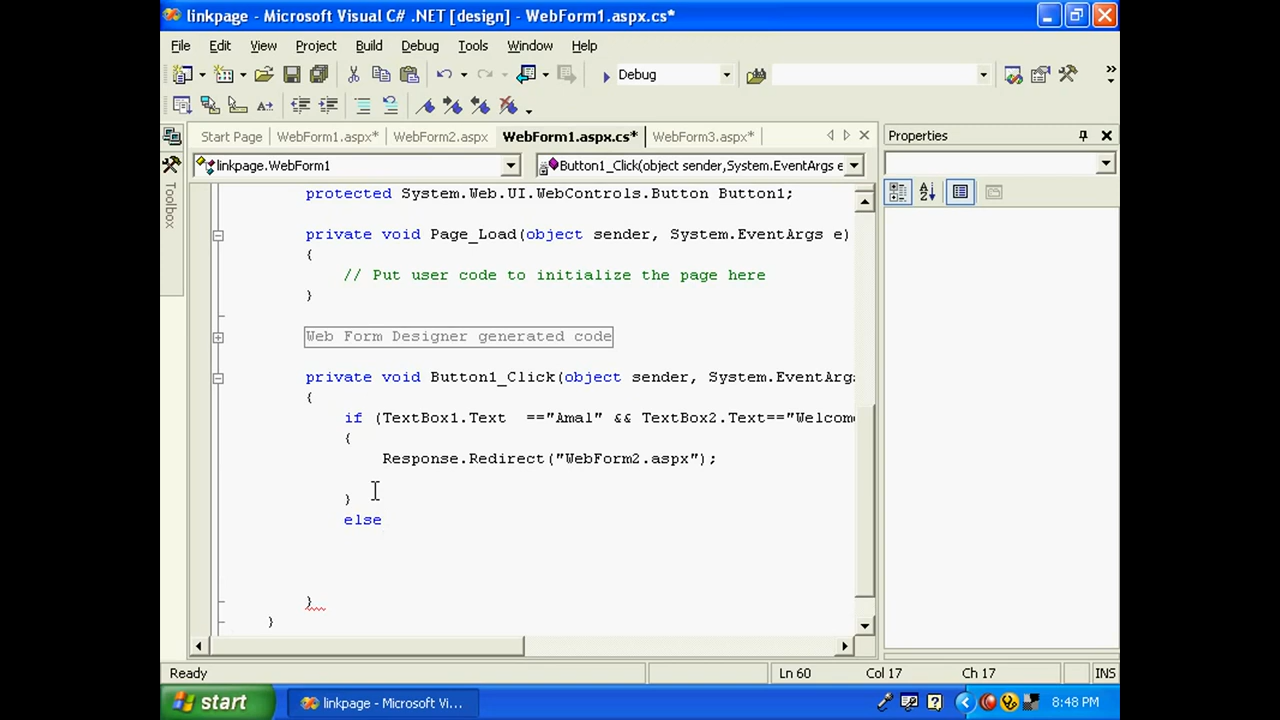 linkpage - Microsoft Visual C# .NET [design] - WebForm1.aspx.cs*
File Edit View Project Build Debug Tools Window Help
Debug
Start Page WebForm1.aspx* WebForm2.aspx WebForm1.aspx.cs* WebForm3.aspx*
Properties
linkpage.WebForm1
Button1_Click(object sender,System.EventArgs e
Toolbox
protected System.Web.UI.WebControls.Button Button1;
private void Page_Load(object sender, System.EventArgs e)
{
// Put user code to initialize the page here
}
Web Form Designer generated code
private void Button1_Click(object sender, System.EventArgs
{
if (TextBox1.Text =="Amal" && TextBox2.Text=="Welcom
{
Response.Redirect("WebForm2.aspx");
}
else
}
}
Ready
Ln 60 Col 17 Ch 17 INS
start
linkpage - Microsoft Vi...
8:48 PM